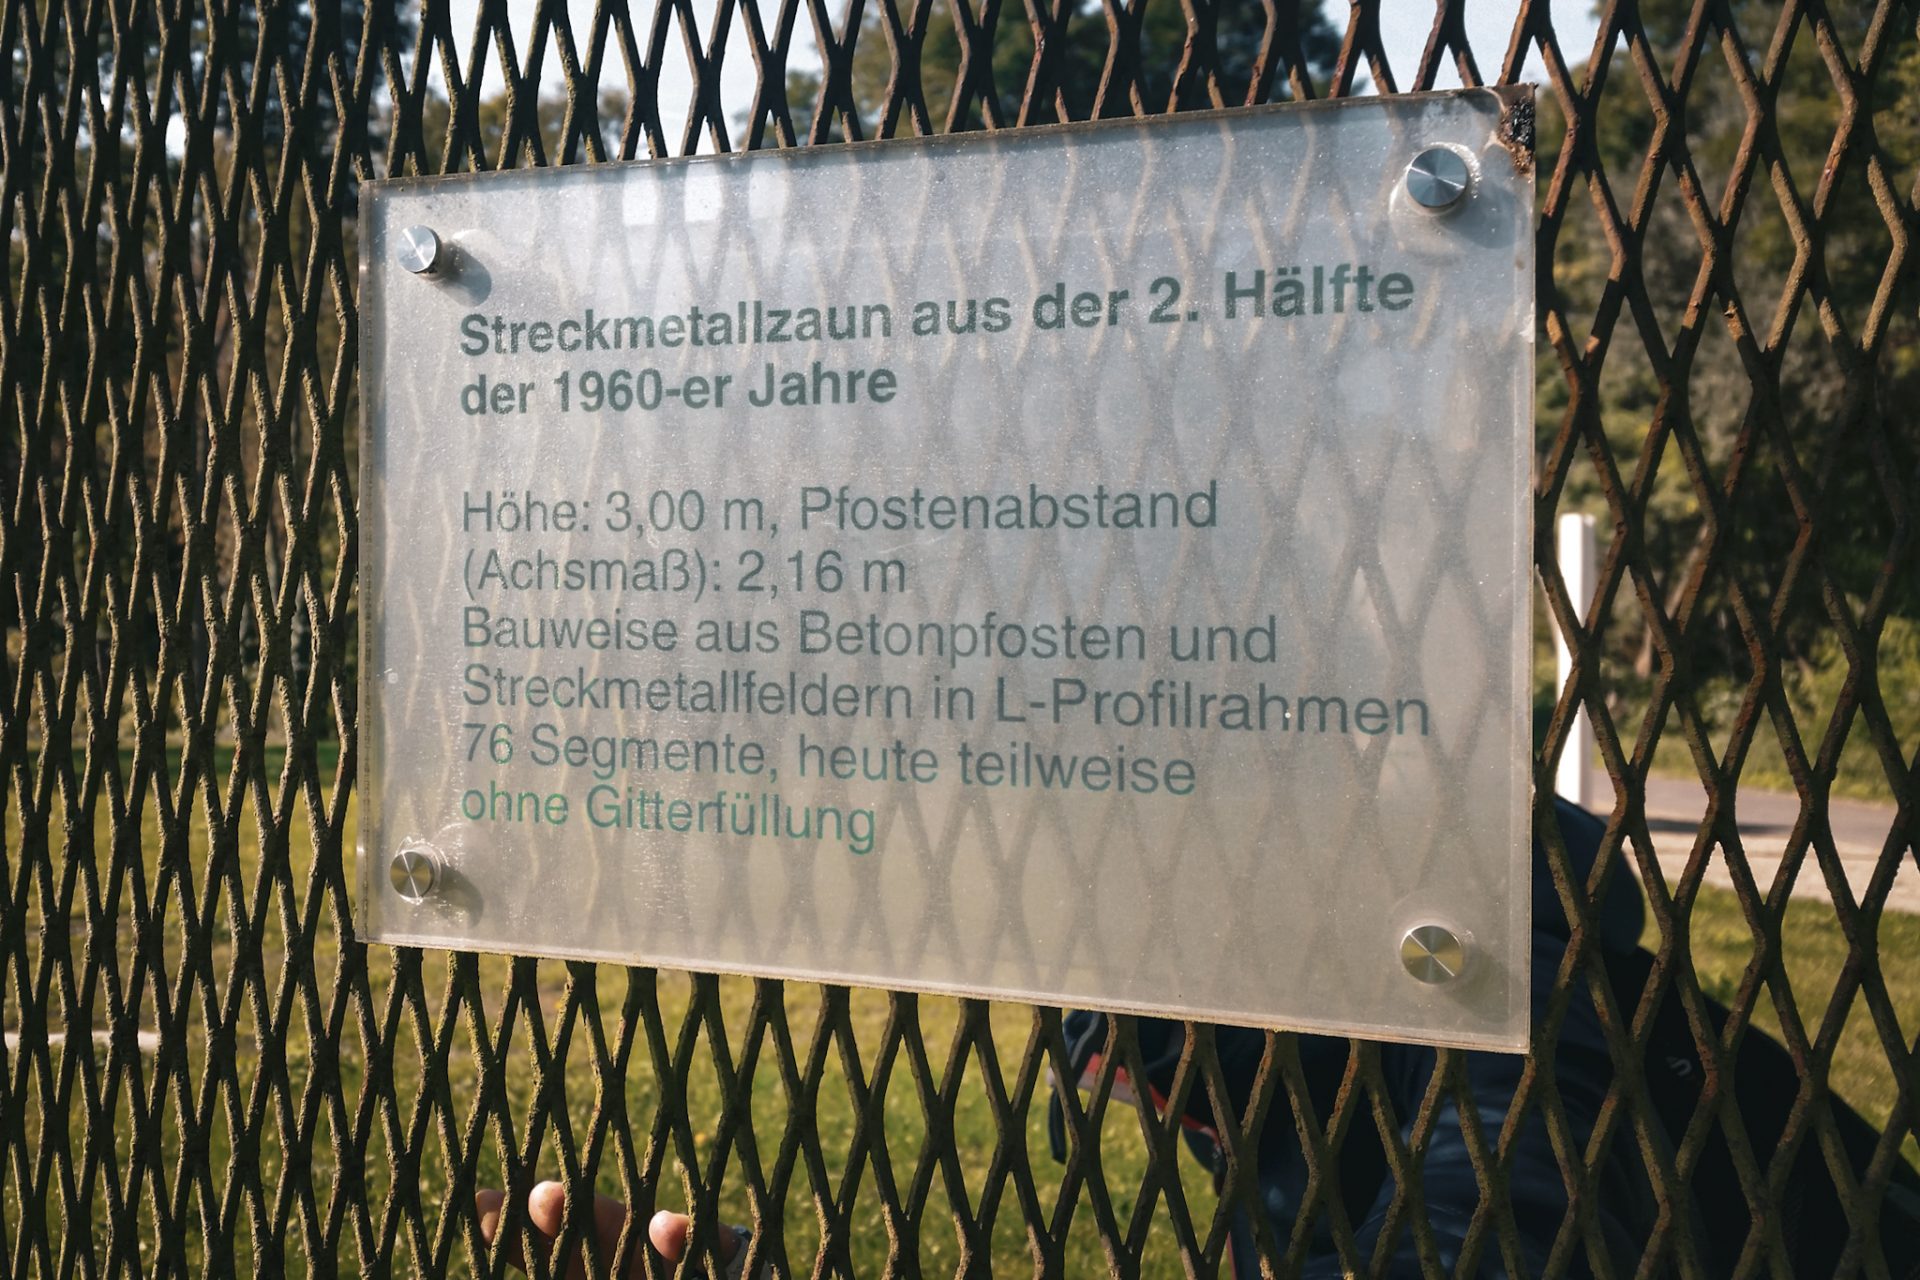 Streckmetallzaun aus der 2. Hälfte
der 1960-er Jahre
Höhe: 3,00 m, Pfostenabstand
(Achsmaß): 2,16 m
Bauweise aus Betonpfosten und
Streckmetallfeldern in L-Profilrahmen
76 Segmente, heute teilweise
ohne Gitterfüllung